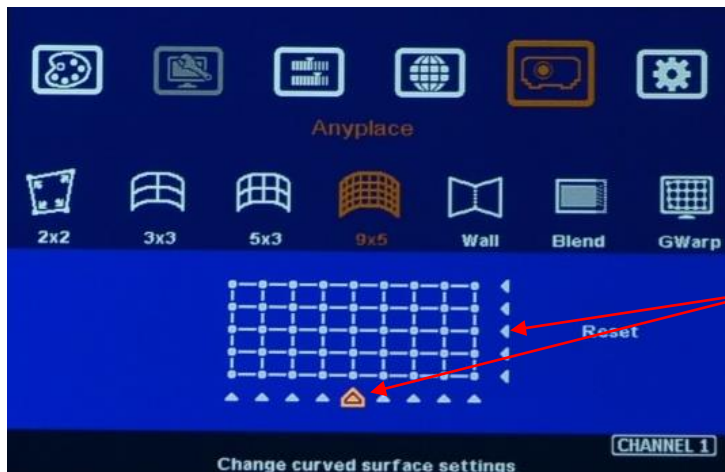 Anyplace
2x2 3x3 5x3 9x5 Wall Blend GWarp
Reset
CHANNEL 1
Change curved surface settings